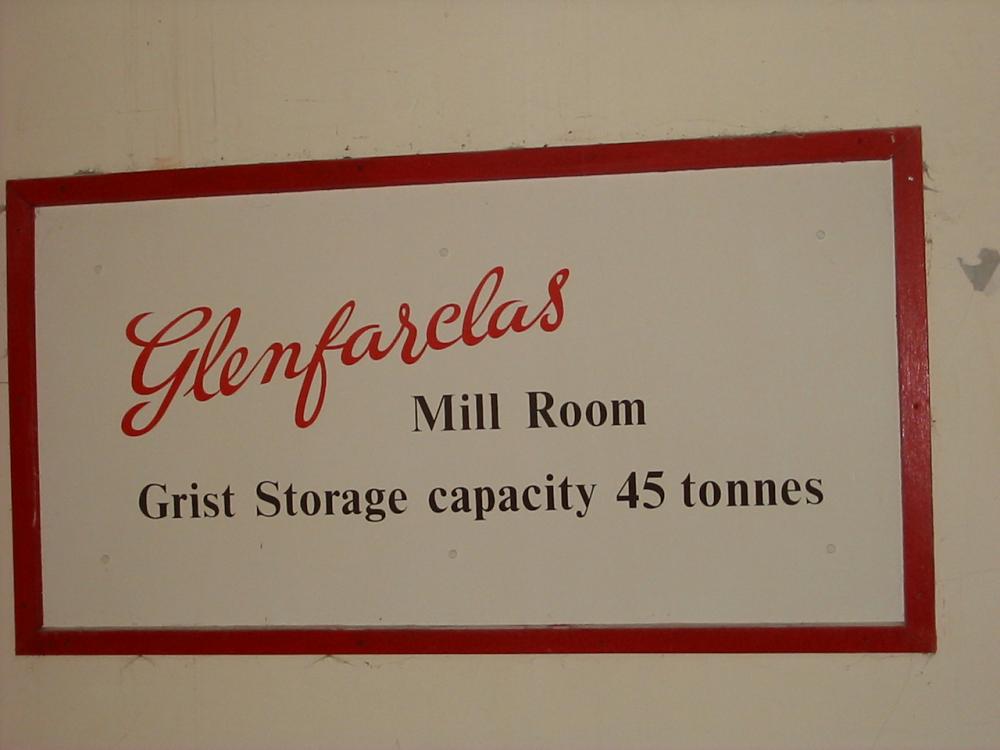 Glenfarclas
Mill Room
Grist Storage capacity 45 tonnes